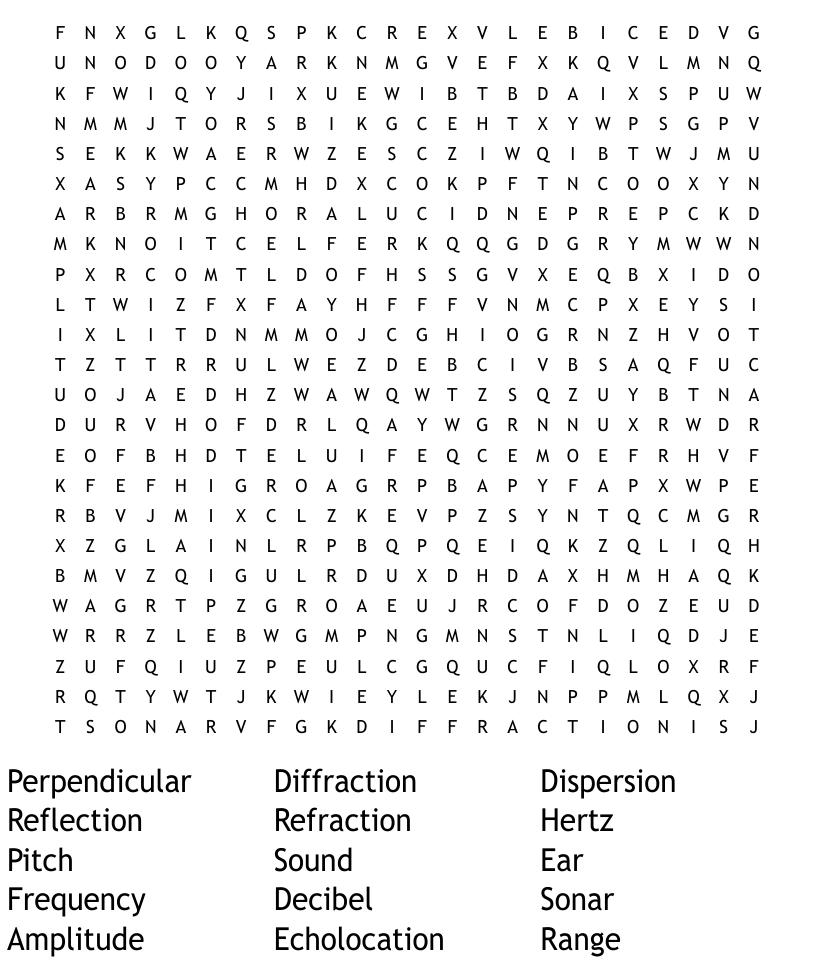 F N X G L K Q S P K C R E X V L E B I C E D V G
U N O D O O Y A R K N M G V E F X K Q V L M N Q
K F W I Q Y J I X U E W I B T B D A I X S P U W
N M M J T O R S B I K G C E H T X Y W P S G P V
S E K K W A E R W Z E S C Z I W Q I B T W J M U
X A S Y P C C M H D X C O K P F T N C O O X Y N
A R B R M G H O R A L U C I D N E P R E P C K D
M K N O I T C E L F E R K Q Q G D G R Y M W W N
P X R C O M T L D O F H S S G V X E Q B X I D O
L T W I Z F X F A Y H F F F V N M C P X E Y S I
I X L I T D N M M O J C G H I O G R N Z H V O T
T Z T T R R U L W E Z D E B C I V B S A Q F U C
U O J A E D H Z W A W Q W T Z S Q Z U Y B T N A
D U R V H O F D R L Q A Y W G R N N U X R W D R
E O F B H D T E L U I F E Q C E M O E F R H V F
K F E F H I G R O A G R P B A P Y F A P X W P E
R B V J M I X C L Z K E V P Z S Y N T Q C M G R
X Z G L A I N L R P B Q P Q E I Q K Z Q L I Q H
B M V Z Q I G U L R D U X D H D A X H M H A Q K
W A G R T P Z G R O A E U J R C O F D O Z E U D
W R R Z L E B W G M P N G M N S T N L I Q D J E
Z U F Q I U Z P E U L C G Q U C F I Q L O X R F
R Q T Y W T J K W I E Y L E K J N P P M L Q X J
T S O N A R V F G K D I F F R A C T I O N I S J
Perpendicular Diffraction Dispersion
Reflection Refraction Hertz
Pitch Sound Ear
Frequency Decibel Sonar
Amplitude Echolocation Range